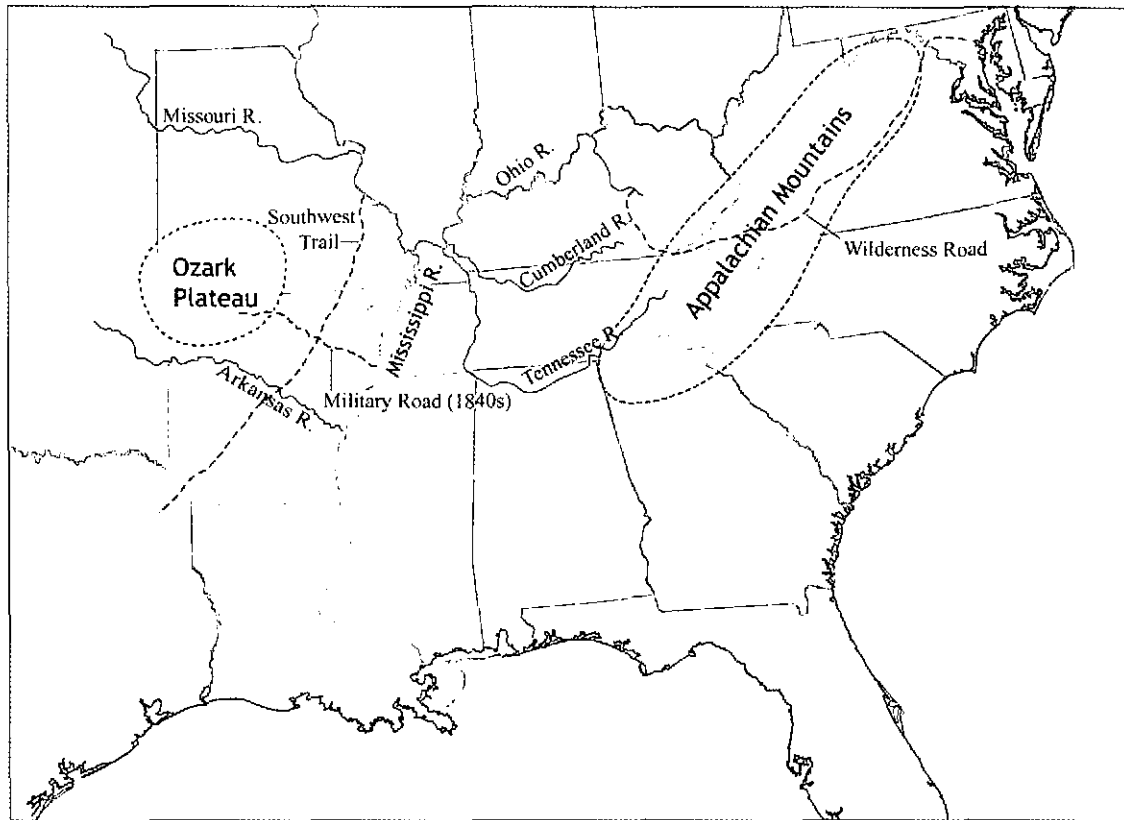 Missouri R.
Ohio R.
Appalachian Mountains
Southwest
Trail
Cumberland R.
Wilderness Road
Ozark
Plateau
Mississippi R.
Tennessee R.
Arkansas R.
Military Road (1840s)